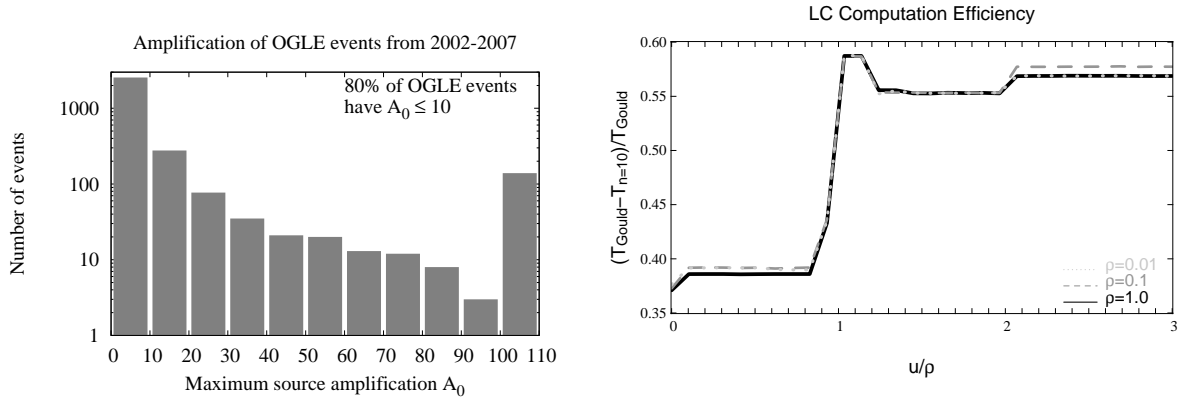 Amplification of OGLE events from 2002-2007
80% of OGLE events
have A₀ ≤ 10
Number of events
1000
100
10
1
0 10 20 30 40 50 60 70 80 90 100 110
Maximum source amplification A₀
LC Computation Efficiency
(T_Gould − T_n=10)/T_Gould
0.60
0.55
0.50
0.45
0.40
0.35
ρ=0.01
ρ=0.1
ρ=1.0
0 1 2 3
u/ρ